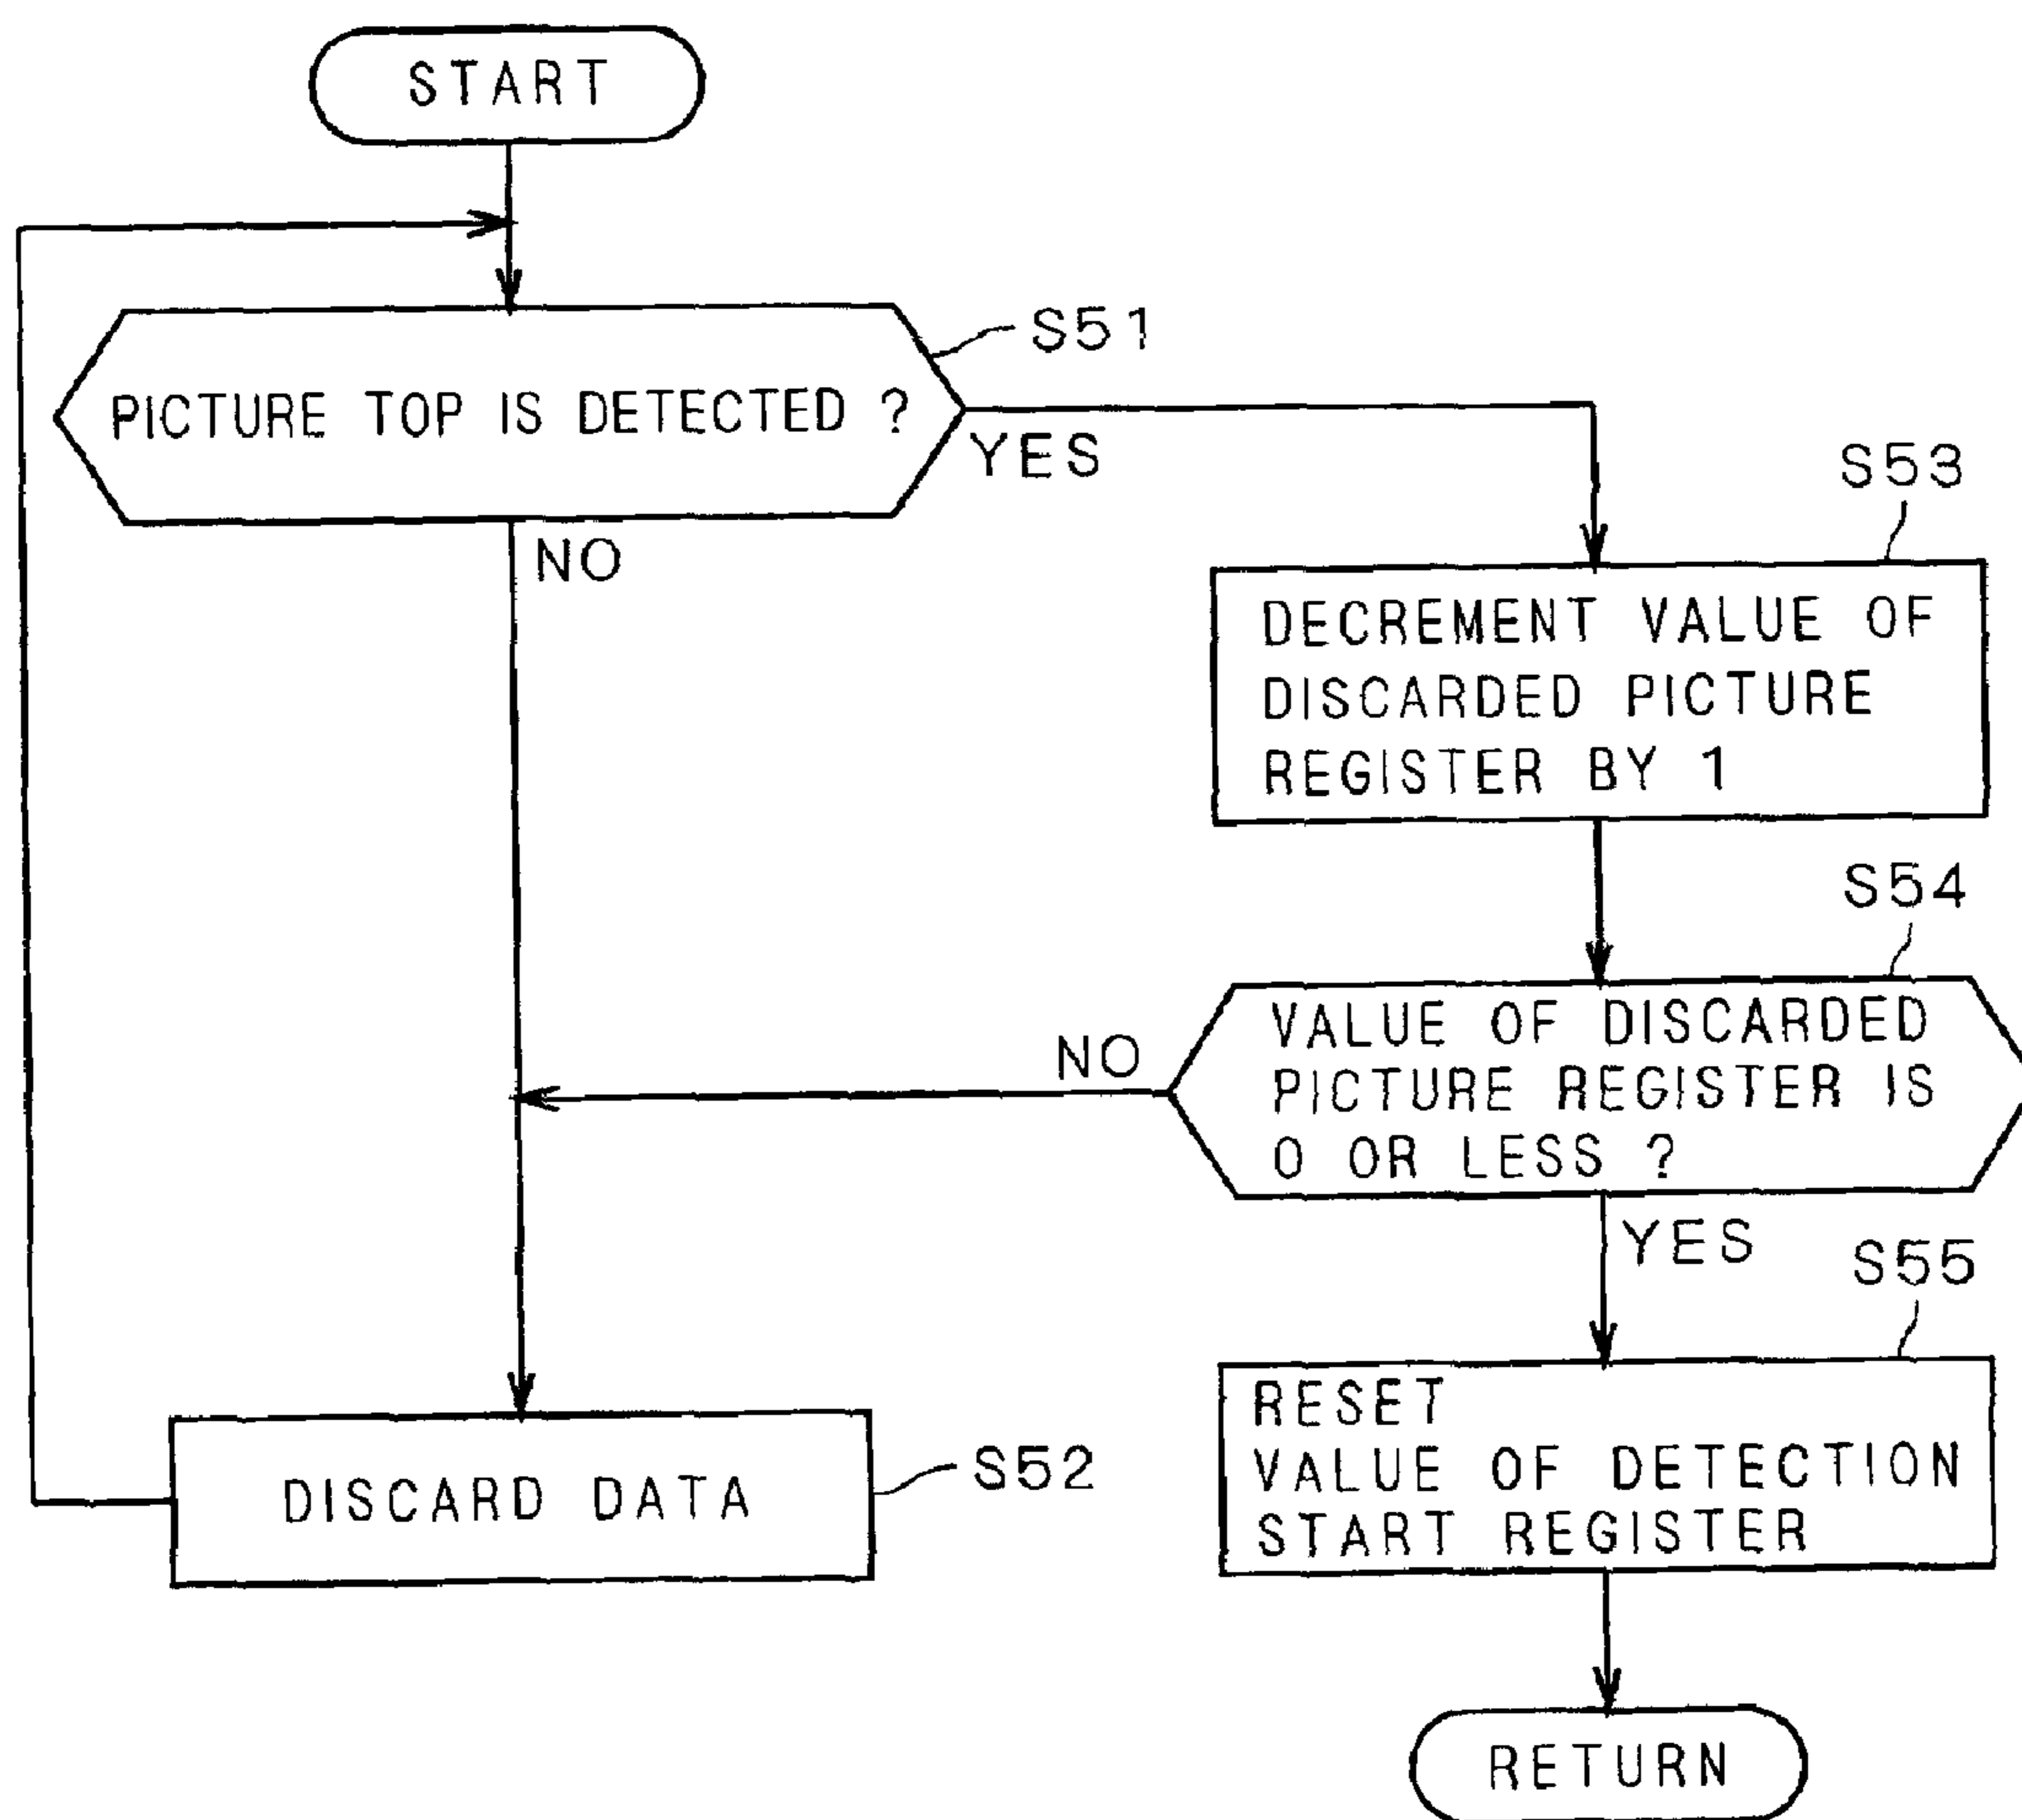 START
S51
PICTURE TOP IS DETECTED ?
YES
NO
S53
DECREMENT VALUE OF
DISCARDED PICTURE
REGISTER BY 1
S54
VALUE OF DISCARDED
PICTURE REGISTER IS
0 OR LESS ?
NO
YES
S55
RESET
VALUE OF DETECTION
START REGISTER
DISCARD DATA
S52
RETURN